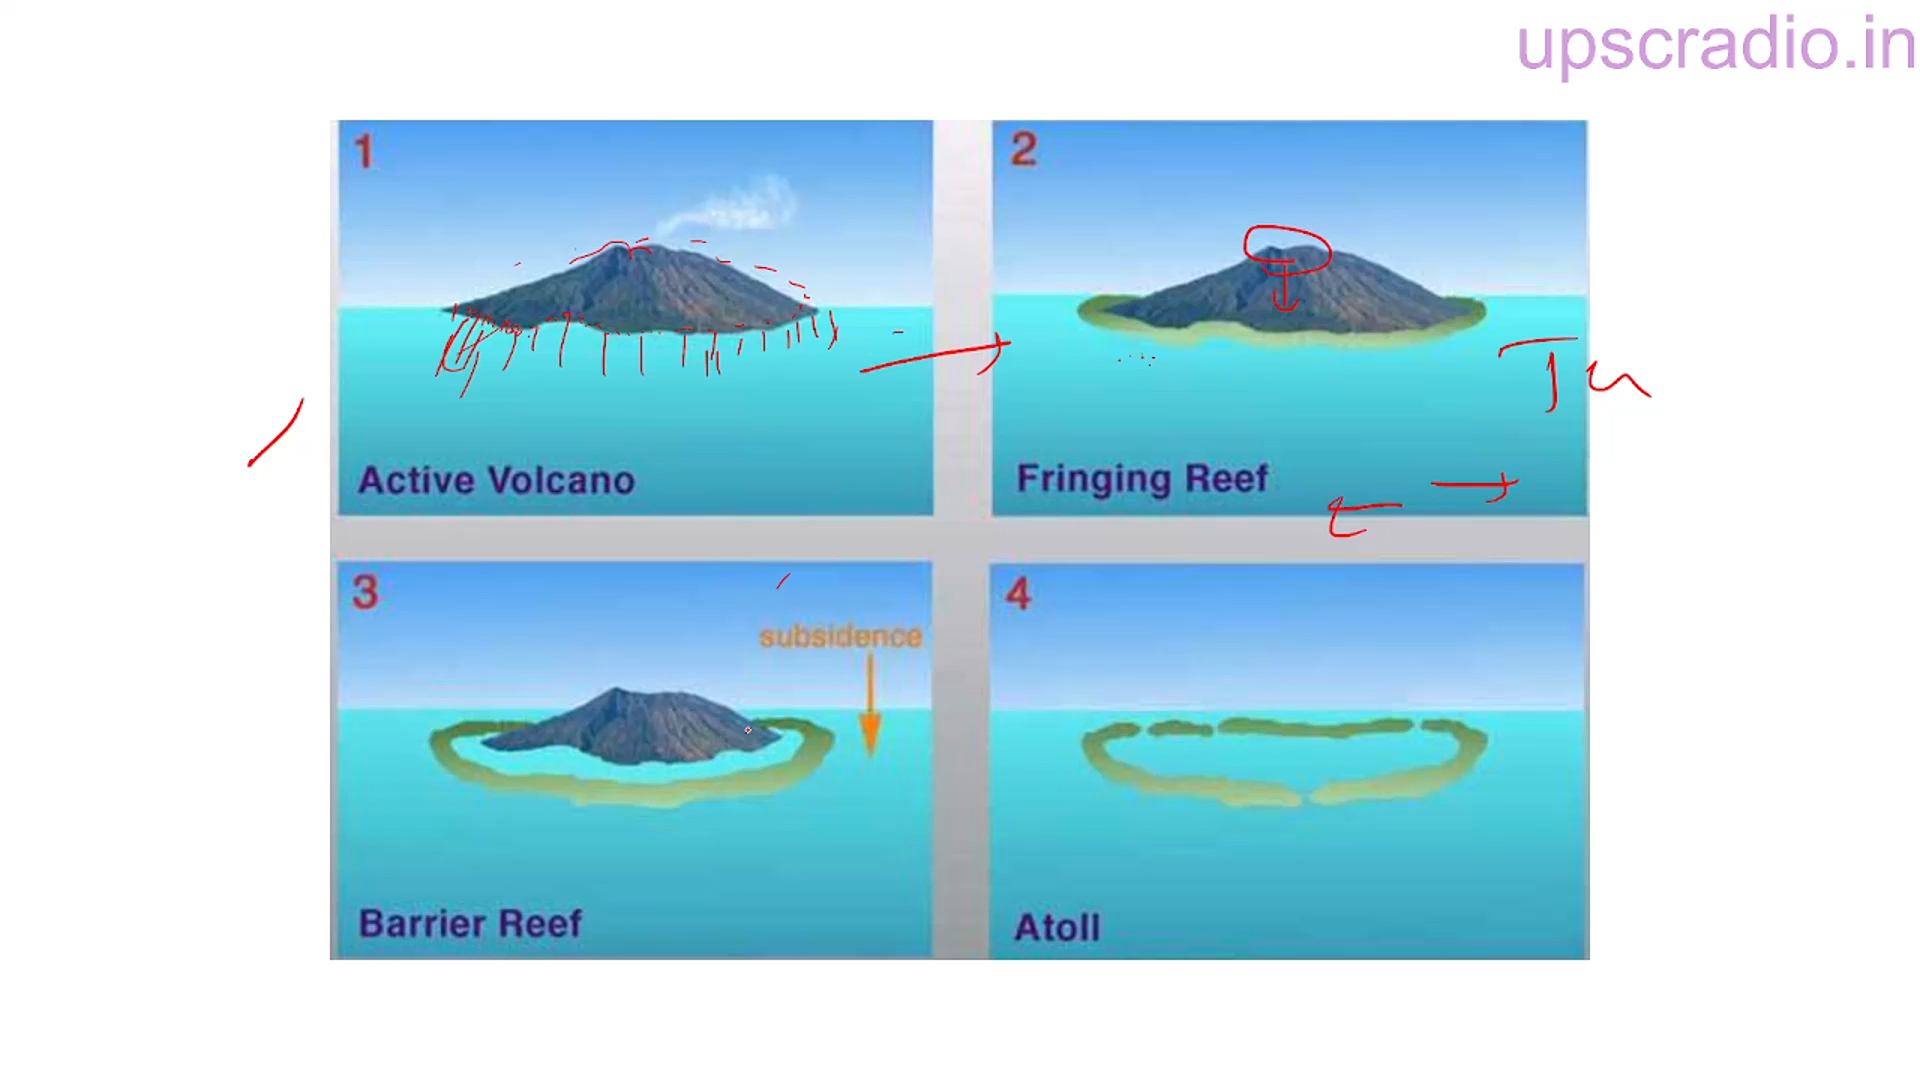 upscradio.in
1
2
Active Volcano
Fringing Reef
3
4
subsidence
Barrier Reef
Atoll